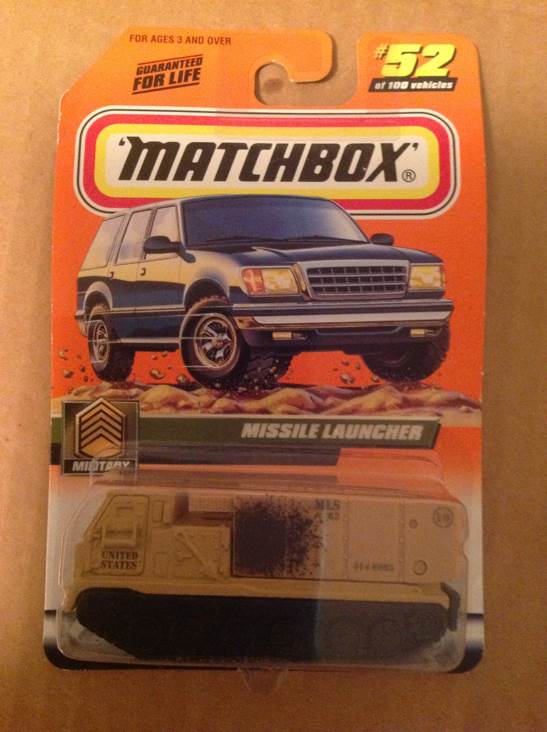 FOR AGES 3 AND OVER
GUARANTEED
FOR LIFE
#52
of 100 vehicles
'MATCHBOX'®
MISSILE LAUNCHER
MILITARY
UNITED
STATES
MLS